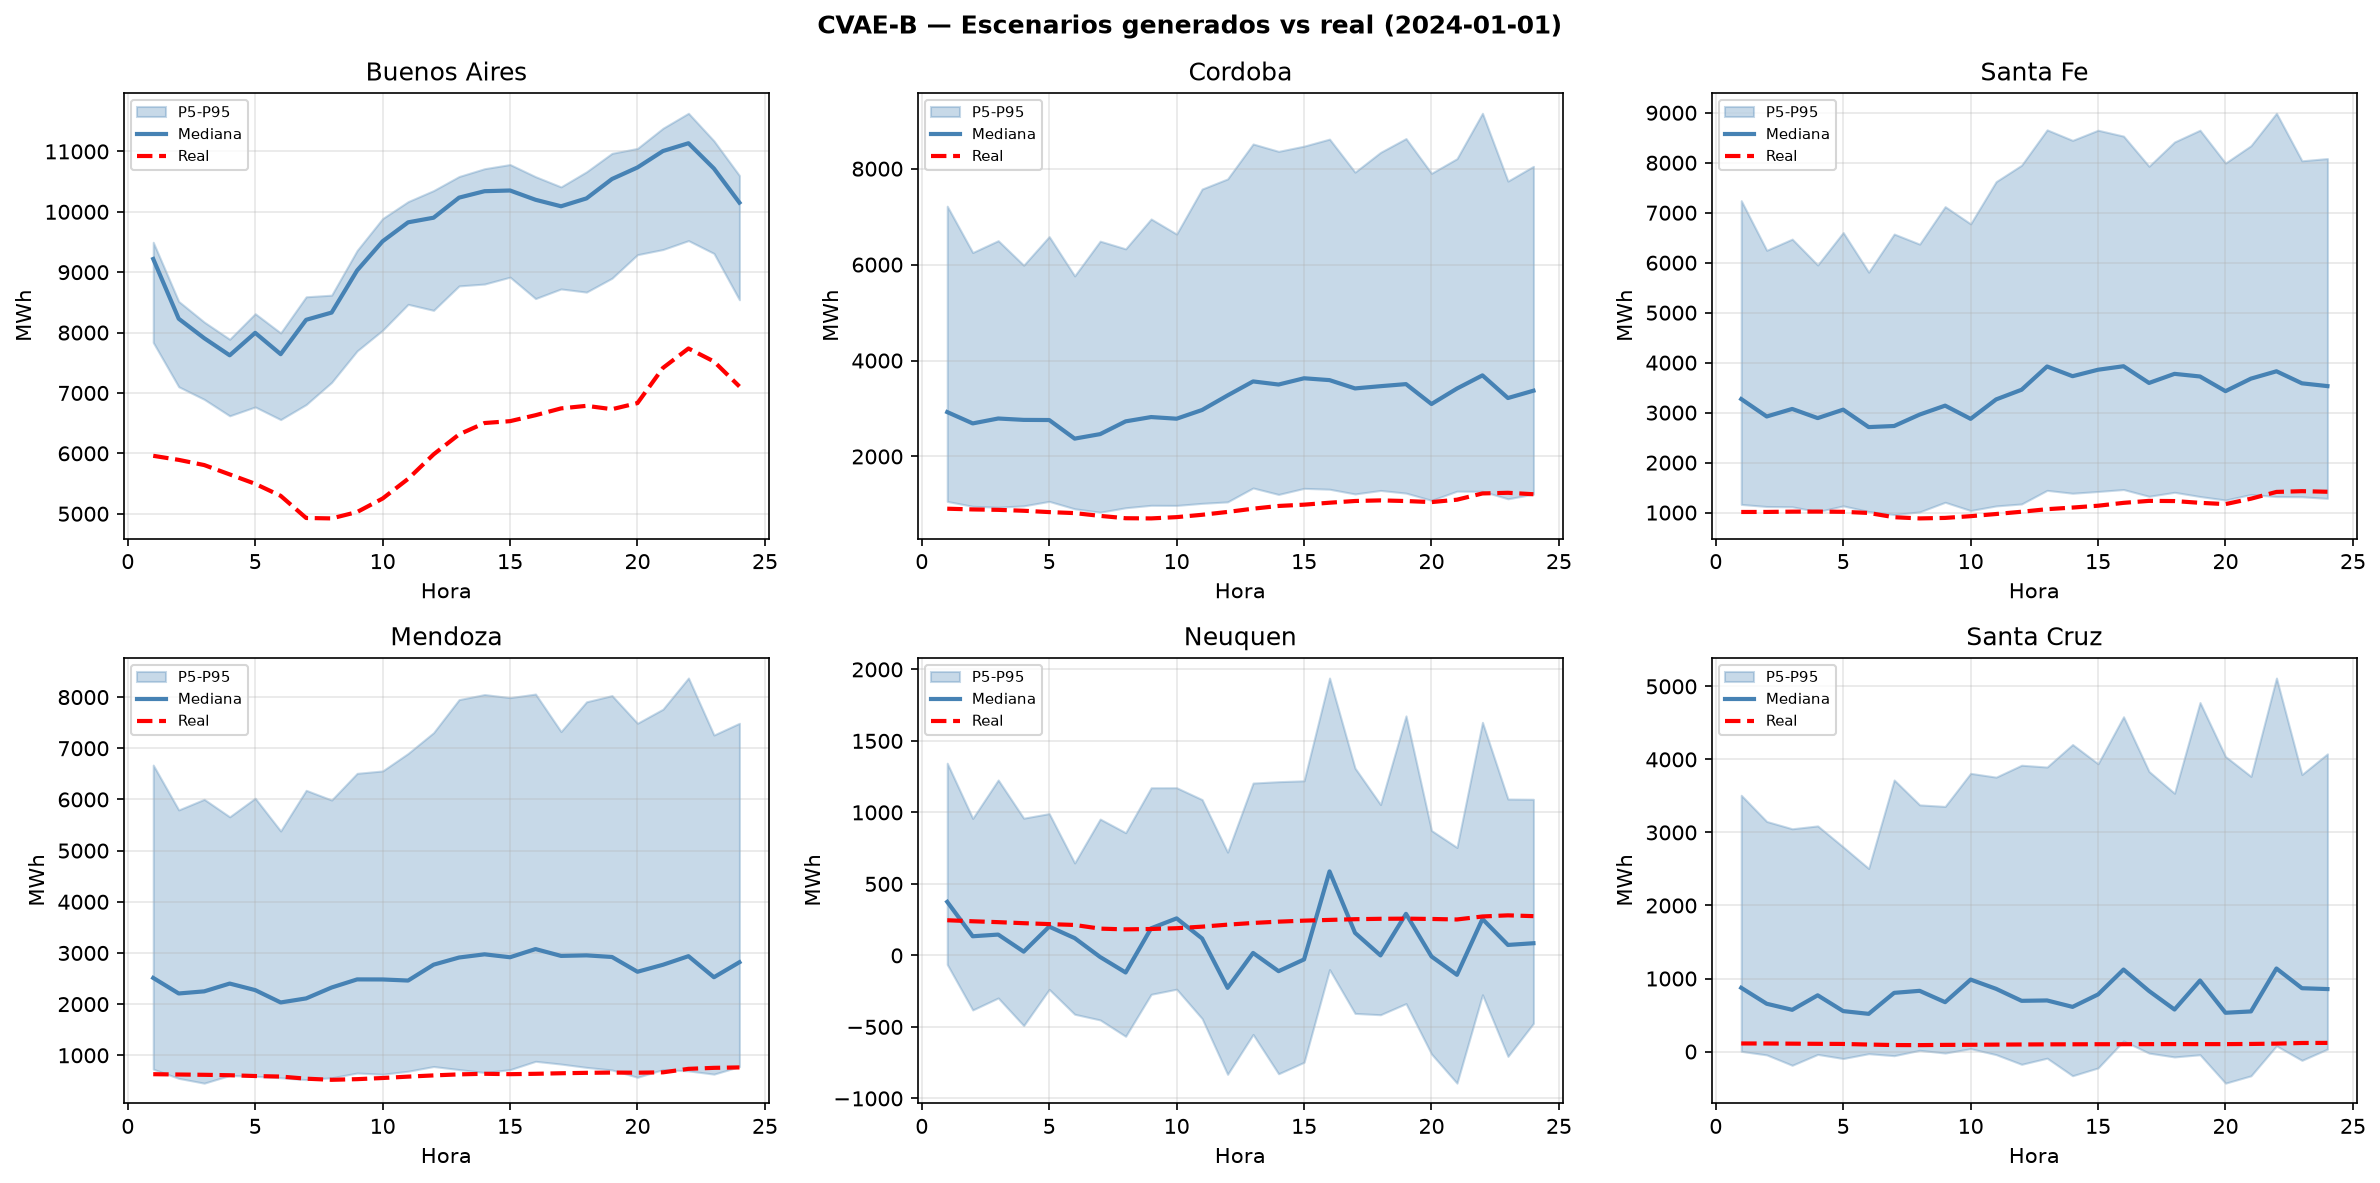 CVAE-B — Escenarios generados vs real (2024-01-01)
Buenos Aires
P5-P95
Mediana
Real
11000
10000
9000
8000
7000
6000
5000
MWh
0 5 10 15 20 25
Hora
Cordoba
P5-P95
Mediana
Real
8000
6000
4000
2000
MWh
0 5 10 15 20 25
Hora
Santa Fe
P5-P95
Mediana
Real
9000
8000
7000
6000
5000
4000
3000
2000
1000
MWh
0 5 10 15 20 25
Hora
Mendoza
P5-P95
Mediana
Real
8000
7000
6000
5000
4000
3000
2000
1000
MWh
0 5 10 15 20 25
Hora
Neuquen
P5-P95
Mediana
Real
2000
1500
1000
500
0
−500
−1000
MWh
0 5 10 15 20 25
Hora
Santa Cruz
P5-P95
Mediana
Real
5000
4000
3000
2000
1000
0
MWh
0 5 10 15 20 25
Hora